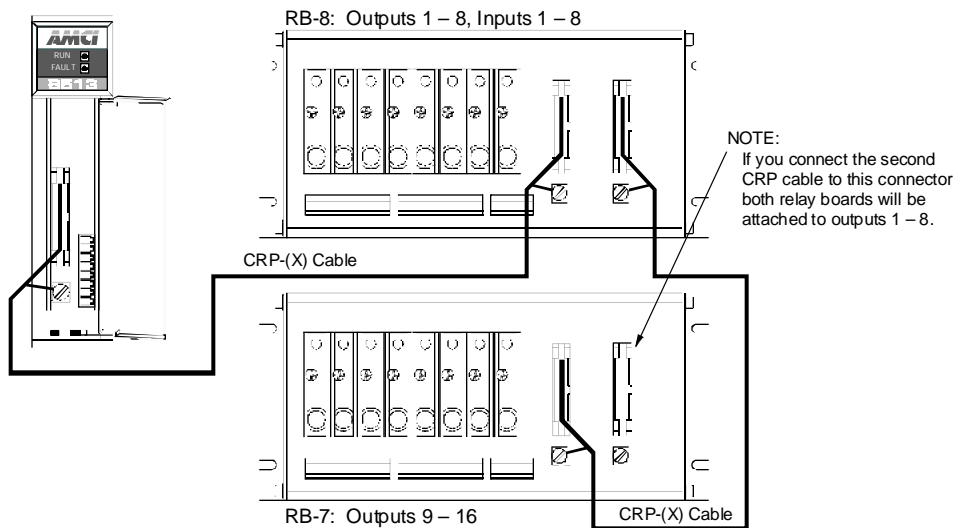 RB-8: Outputs 1 – 8, Inputs 1 – 8
AMCI
RUN
FAULT
NOTE:
If you connect the second
CRP cable to this connector
both relay boards will be
attached to outputs 1 – 8.
CRP-(X) Cable
RB-7: Outputs 9 – 16
CRP-(X) Cable